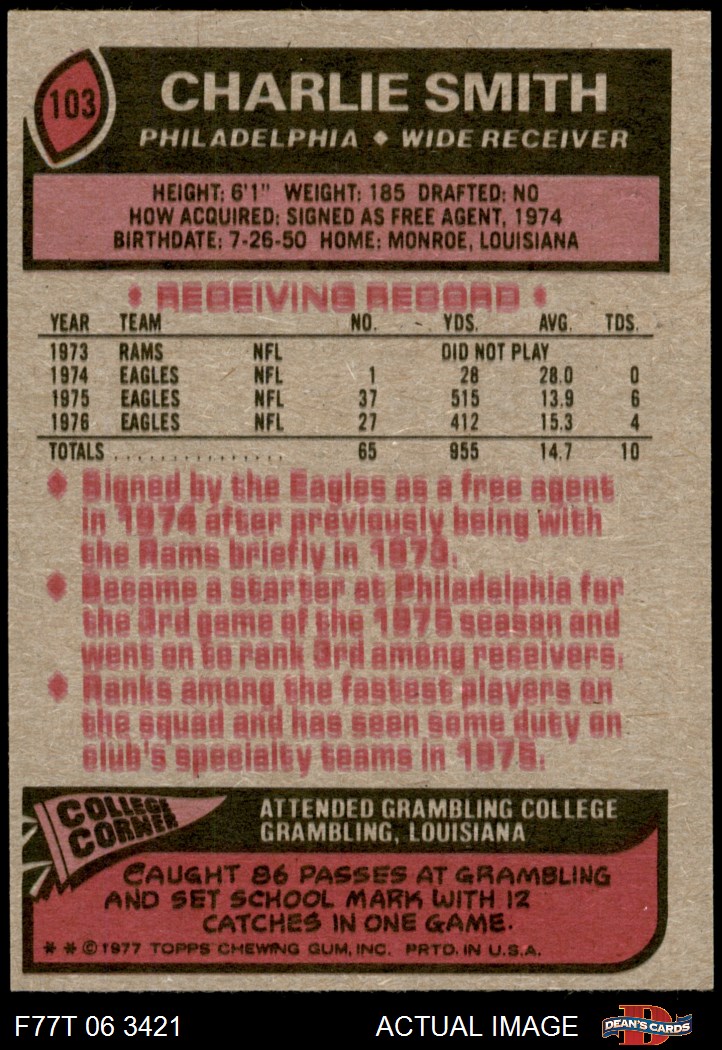 103
CHARLIE SMITH
PHILADELPHIA ♦ WIDE RECEIVER
HEIGHT: 6'1" WEIGHT: 185 DRAFTED: NO
HOW ACQUIRED: SIGNED AS FREE AGENT, 1974
BIRTHDATE: 7-26-50 HOME: MONROE, LOUISIANA
♦ RECEIVING RECORD ♦
YEAR TEAM NO. YDS. AVG. TDS.
1973 RAMS NFL DID NOT PLAY
1974 EAGLES NFL 1 28 28.0 0
1975 EAGLES NFL 37 515 13.9 6
1976 EAGLES NFL 27 412 15.3 4
TOTALS . . . . . . . . . . . . . . . . 65 955 14.7 10
♦ Signed by the Eagles as a free agent
in 1974 after previously being with
the Rams briefly in 1973.
♦ Became a starter at Philadelphia for
the 3rd game of the 1975 season and
went on to rank 3rd among receivers.
♦ Ranks among the fastest players on
the squad and has seen some duty on
club's specialty teams in 1975.
COLLEGE
CORNER
ATTENDED GRAMBLING COLLEGE
GRAMBLING, LOUISIANA
CAUGHT 86 PASSES AT GRAMBLING
AND SET SCHOOL MARK WITH 12
CATCHES IN ONE GAME.
* * © 1977 TOPPS CHEWING GUM, INC. PRTD. IN U.S.A.
F77T 06 3421 ACTUAL IMAGE D DEAN'S CARDS